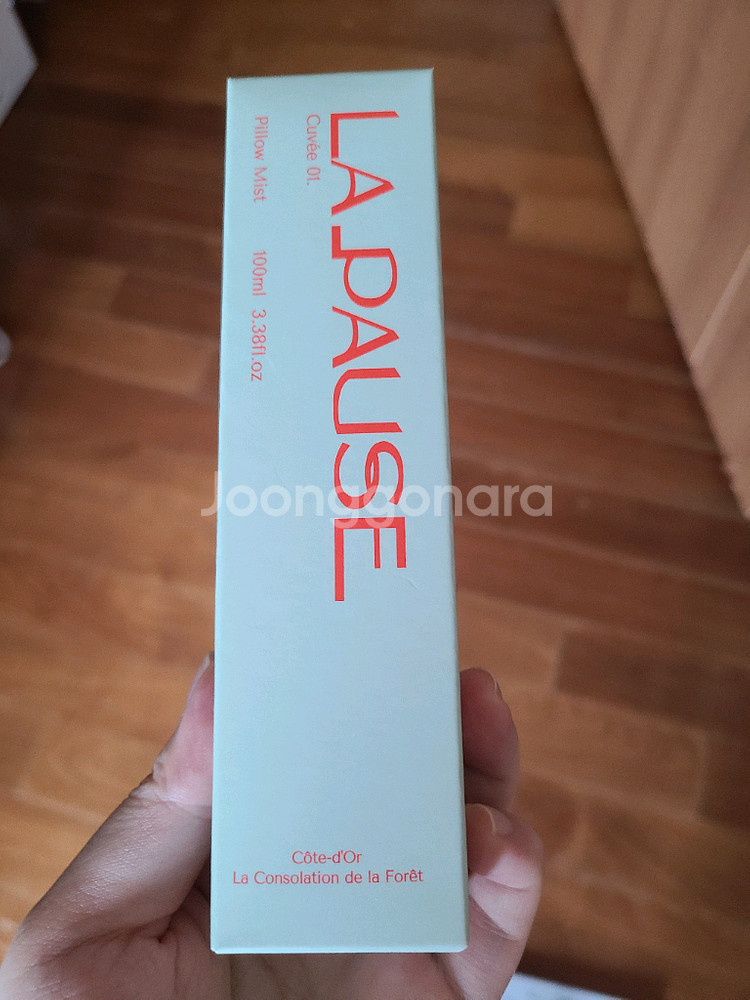 LA PAUSE
Cuvée 01.
Pillow Mist 100ml 3.38fl.oz
Joonggonara
Côte-d'Or
La Consolation de la Forêt